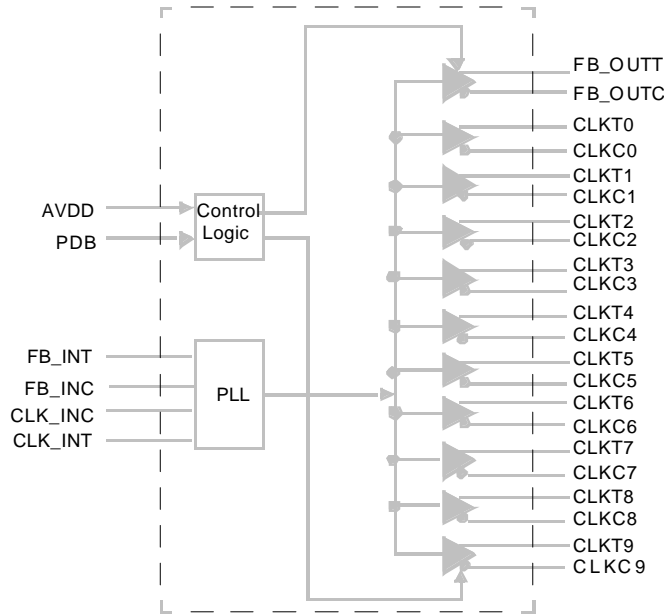 FB_OUTT
FB_OUTC
CLKT0
CLKC0
CLKT1
CLKC1
CLKT2
CLKC2
CLKT3
CLKC3
CLKT4
CLKC4
CLKT5
CLKC5
CLKT6
CLKC6
CLKT7
CLKC7
CLKT8
CLKC8
CLKT9
CLKC9
AVDD
PDB
Control
Logic
FB_INT
FB_INC
CLK_INC
CLK_INT
PLL